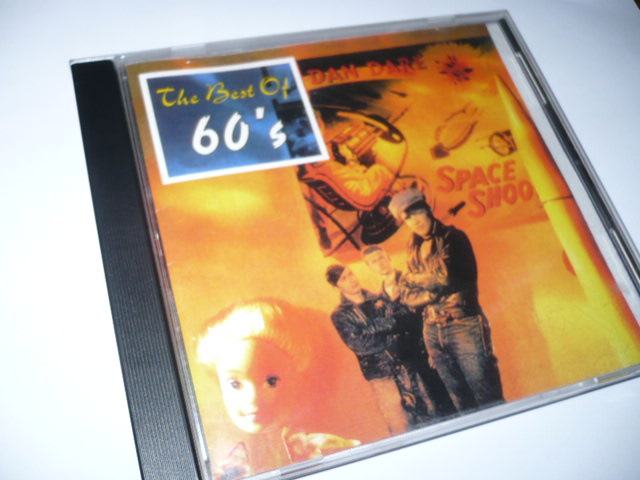 The Best Of
60's
DAN DARE
SPACE
SHOO